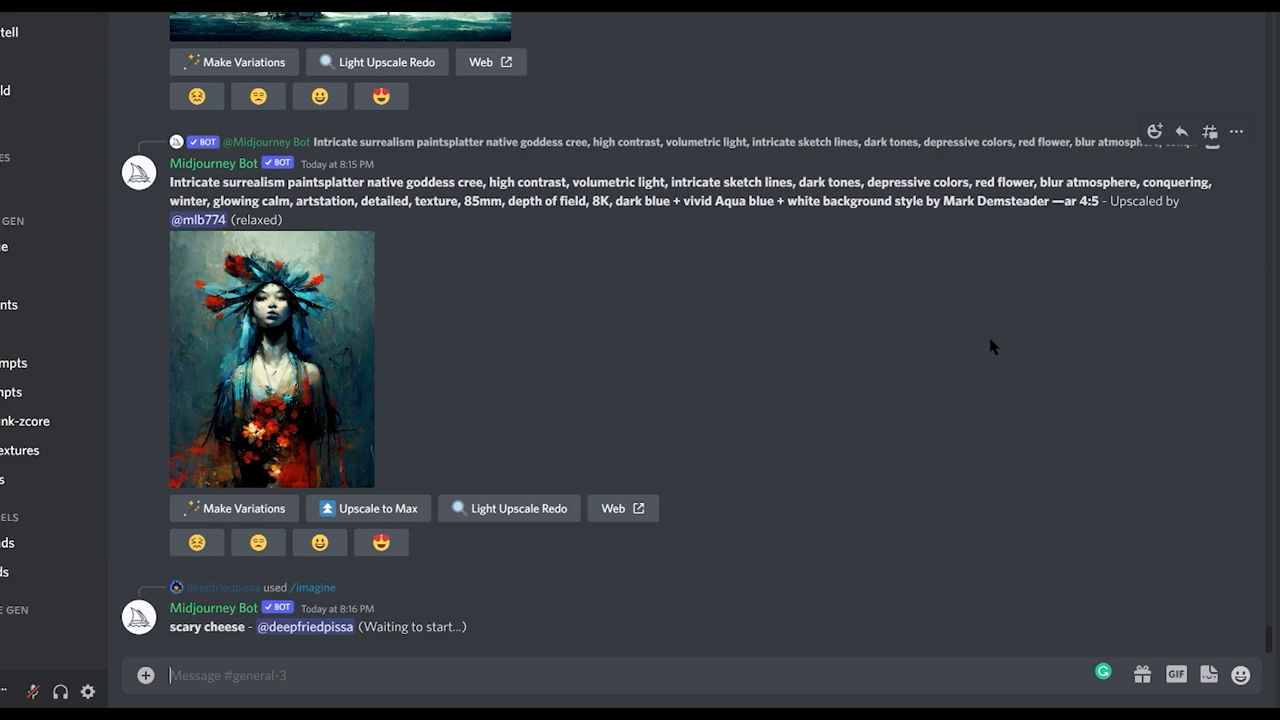 tell
ld
ES
GEN
e
nts
mpts
npts
nk-zcore
extures
s
ELS
ds
ds
E GEN
Make Variations Light Upscale Redo Web
BOT @Midjourney Bot Intricate surrealism paintsplatter native goddess cree, high contrast, volumetric light, intricate sketch lines, dark tones, depressive colors, red flower, blur atmosphere, conq...
Midjourney Bot BOT Today at 8:15 PM
Intricate surrealism paintsplatter native goddess cree, high contrast, volumetric light, intricate sketch lines, dark tones, depressive colors, red flower, blur atmosphere, conquering,
winter, glowing calm, artstation, detailed, texture, 85mm, depth of field, 8K, dark blue + vivid Aqua blue + white background style by Mark Demsteader —ar 4:5 - Upscaled by
@mlb774 (relaxed)
Make Variations Upscale to Max Light Upscale Redo Web
deepfriedpissa used /imagine
Midjourney Bot BOT Today at 8:16 PM
scary cheese - @deepfriedpissa (Waiting to start...)
Message #general-3
GIF